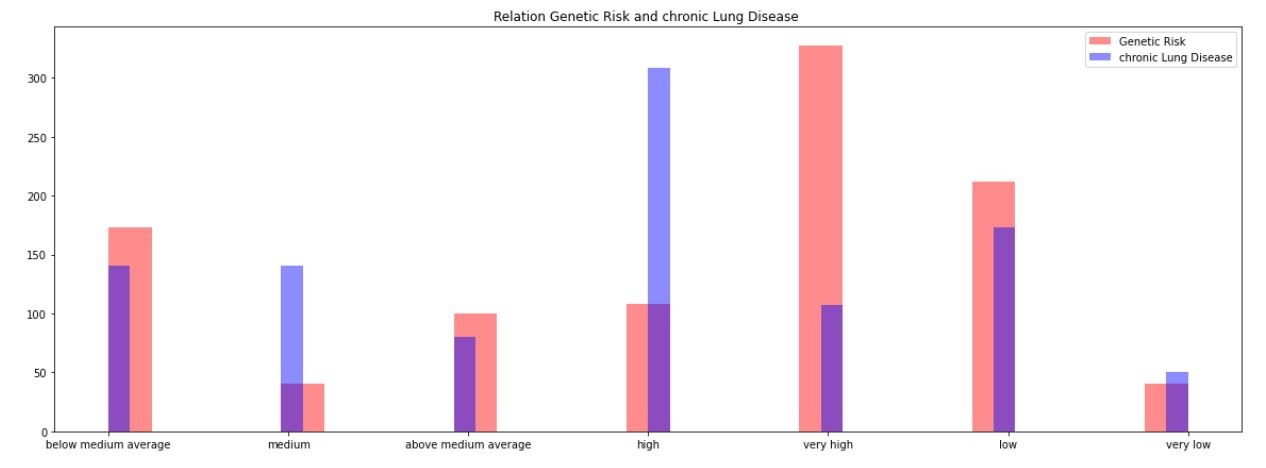 Relation Genetic Risk and chronic Lung Disease
Genetic Risk
chronic Lung Disease
300
250
200
150
100
50
0
below medium average medium above medium average high very high low very low